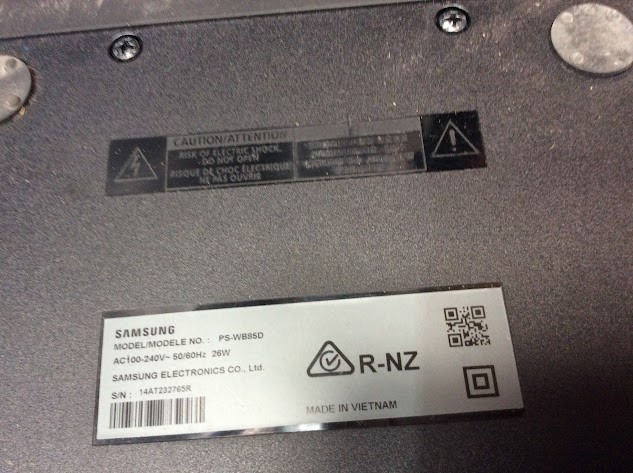 CAUTION/ATTENTION
RISK OF ELECTRIC SHOCK.
DO NOT OPEN
RISQUE DE CHOC ÉLECTRIQUE
NE PAS OUVRIR
SAMSUNG
MODEL/MODELE NO. : PS-WB85D
AC100-240V~ 50/60Hz 26W
SAMSUNG ELECTRONICS CO., Ltd.
S/N : 14AT232765R
R-NZ
MADE IN VIETNAM